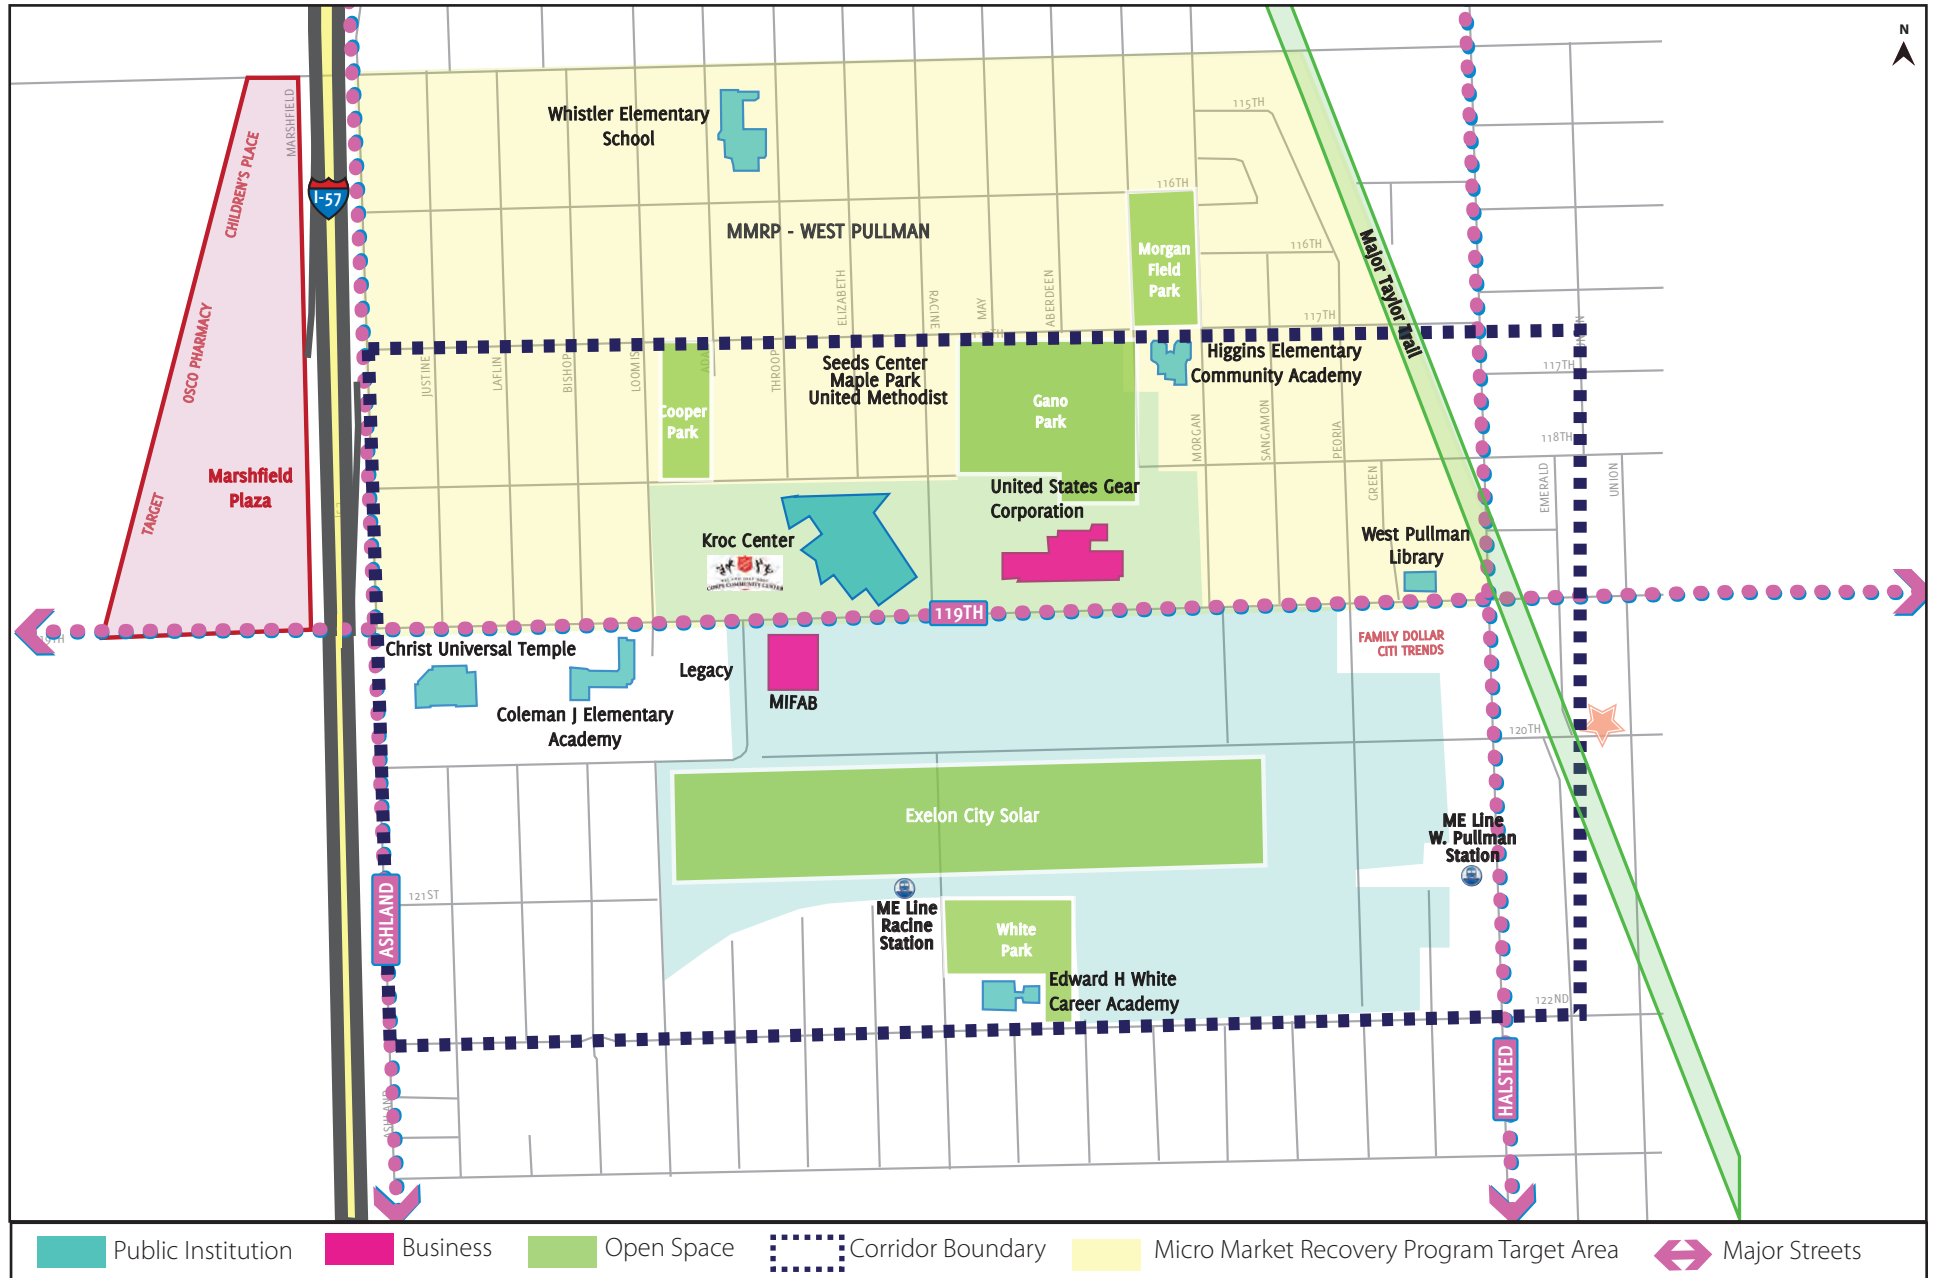 N
MARSHFIELD
CHILDREN'S PLACE
I-57
Whistler Elementary
School
115TH
116TH
MMRP - WEST PULLMAN
116TH
Morgan
Field
Park
Major Taylor Trail
OSCO PHARMACY
ELIZABETH
RACINE
MAY
ABERDEEN
117TH
JUSTINE
LAFLIN
BISHOP
LOOMIS
ADA
THROOP
Seeds Center
Maple Park
United Methodist
Higgins Elementary
Community Academy
117TH
Cooper
Park
Gano
Park
MORGAN
SANGAMON
PEORIA
118TH
Marshfield
Plaza
TARGET
United States Gear
Corporation
GREEN
EMERALD
UNION
Kroc Center
CORPS COMMUNITY CENTER
West Pullman
Library
119TH
Christ Universal Temple
Legacy
MIFAB
FAMILY DOLLAR
CITI TRENDS
Coleman J Elementary
Academy
120TH
Exelon City Solar
ME Line
W. Pullman
Station
ASHLAND
121ST
ME Line
Racine
Station
White
Park
Edward H White
Career Academy
122ND
HALSTED
ASHLAND
Public Institution
Business
Open Space
Corridor Boundary
Micro Market Recovery Program Target Area
Major Streets